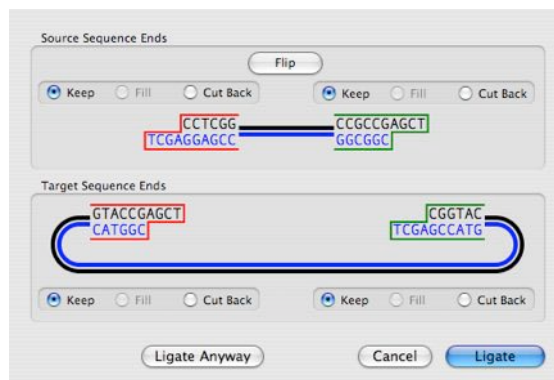 Source Sequence Ends
Flip
Keep Fill Cut Back Keep Fill Cut Back
CCTCGG CCGCCGAGCT
TCGAGGAGCC GGCGGC
Target Sequence Ends
GTACCGAGCT CGGTAC
CATGGC TCGAGCCATG
Keep Fill Cut Back Keep Fill Cut Back
Ligate Anyway Cancel Ligate